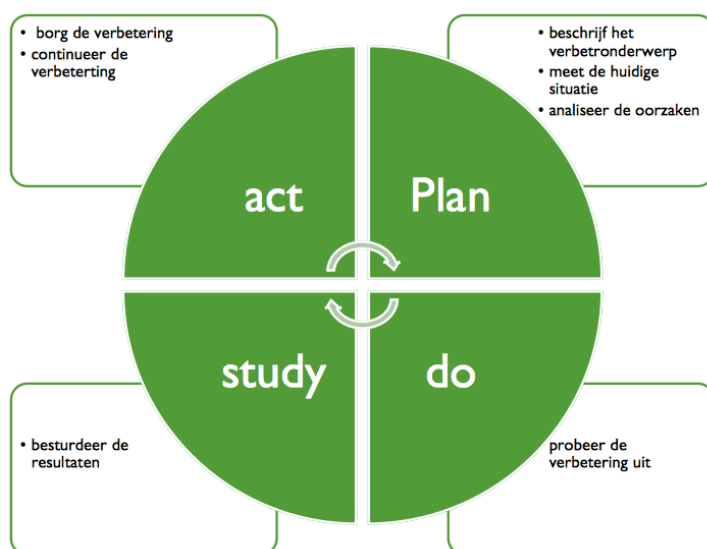 • borg de verbetering
• continueer de
verbeterting
• beschrijf het
verbetronderwerp
• meet de huidige
situatie
• analiseer de oorzaken
act
Plan
study
do
• besturdeer de
resultaten
probeer de
verbetering uit